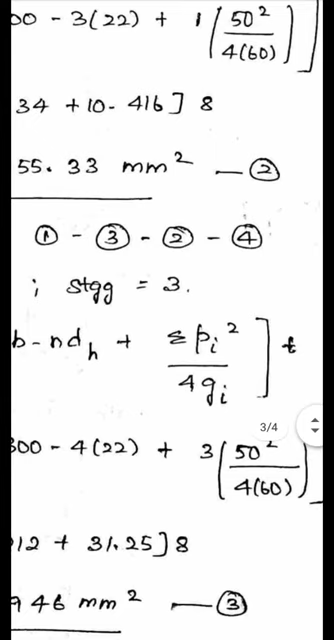 00 - 3(22) + 1 (50² / 4(60))]
34 + 10.416] 8
55.33 mm² — ②
① - ③ - ② - ④
; stgg = 3.
b - nd_h + Σp_i² / 4g_i ] t
3/4
300 - 4(22) + 3(50² / 4(60))
12 + 31.25] 8
946 mm² — ③